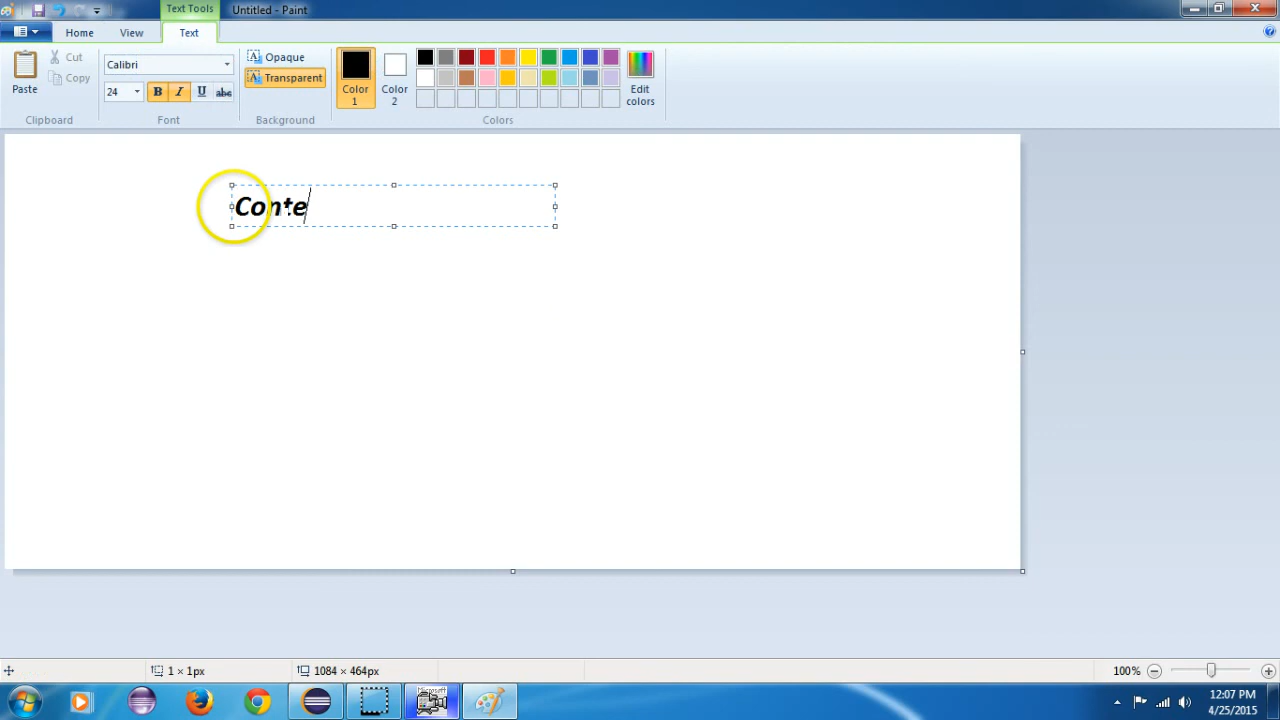 Text Tools
Untitled - Paint
Home
View
Text
Paste
Cut
Copy
Clipboard
Calibri
24
B I U abc
Font
Opaque
Transparent
Background
Color 1
Color 2
Edit colors
Colors
Conte
1 × 1px
1084 × 464px
100%
Microsoft
12:07 PM
4/25/2015